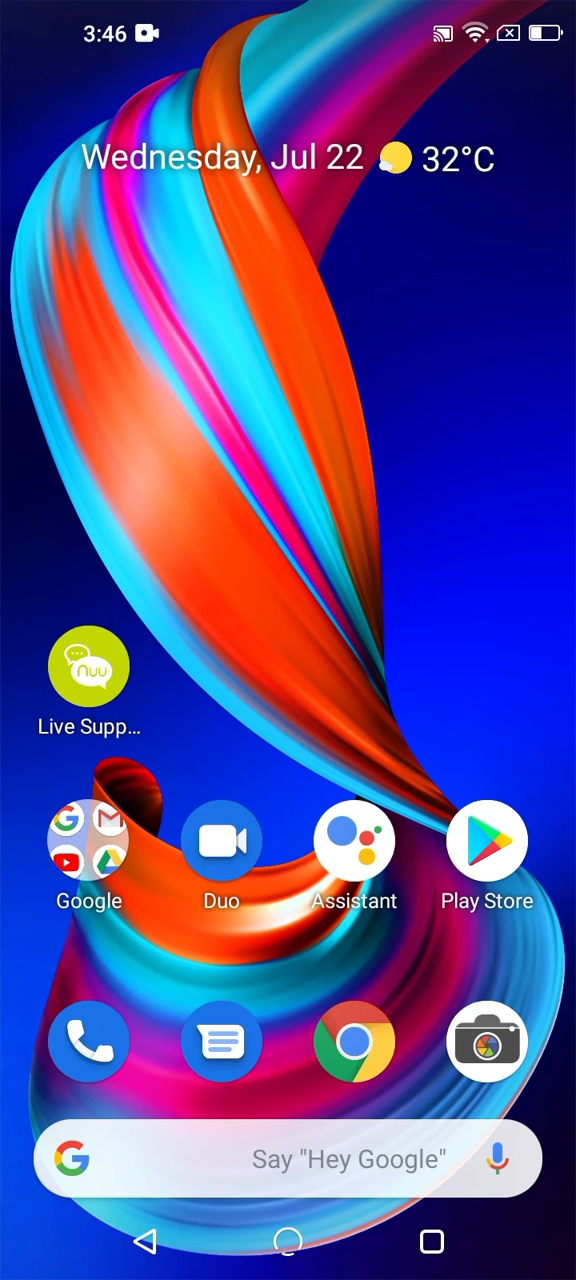 3:46
Wednesday, Jul 22 32°C
nuu
Live Supp...
Google Duo Assistant Play Store
Say "Hey Google"